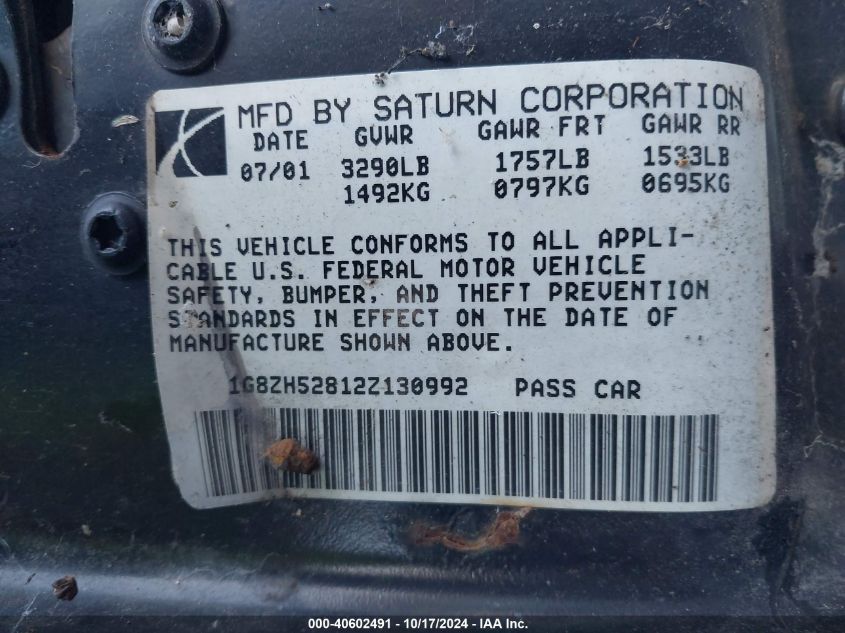 MFD BY SATURN CORPORATION
DATE GVWR GAWR FRT GAWR RR
07/01 3290LB 1757LB 1533LB
1492KG 0797KG 0695KG
THIS VEHICLE CONFORMS TO ALL APPLI-
CABLE U.S. FEDERAL MOTOR VEHICLE
SAFETY, BUMPER, AND THEFT PREVENTION
STANDARDS IN EFFECT ON THE DATE OF
MANUFACTURE SHOWN ABOVE.
1G8ZH52812Z130992 PASS CAR
000-40602491 - 10/17/2024 - IAA Inc.